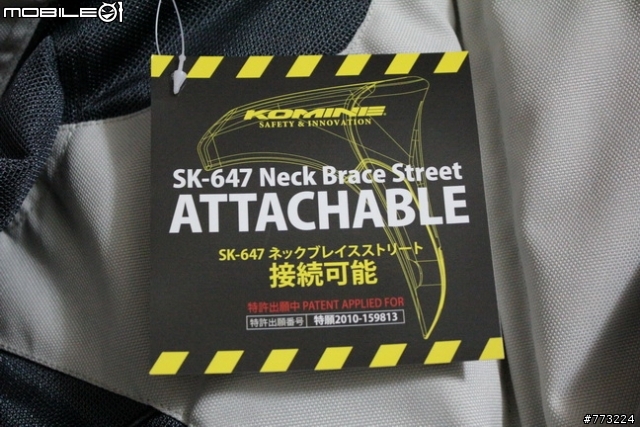 MOBILE01
KOMINE
SAFETY & INNOVATION
SK-647 Neck Brace Street
ATTACHABLE
SK-647 ネックブレイスストリート
接続可能
特許出願中 PATENT APPLIED FOR
特許出願番号 特願2010-159813
#773224